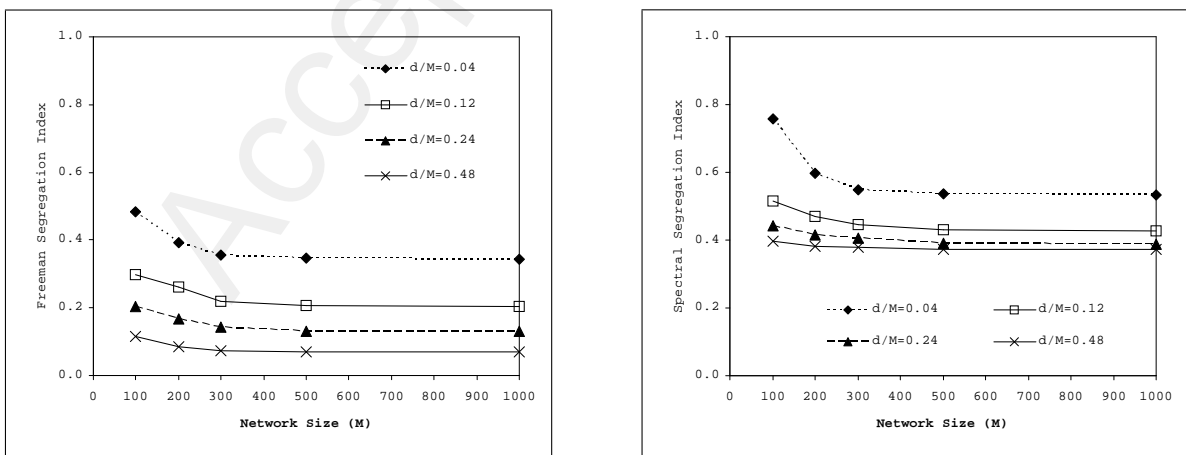 Accep
Freeman Segregation Index
1.0
0.8
0.6
0.4
0.2
0.0
d/M=0.04
d/M=0.12
d/M=0.24
d/M=0.48
0 100 200 300 400 500 600 700 800 900 1000
Network Size (M)
Spectral Segregation Index
1.0
0.8
0.6
0.4
0.2
0.0
d/M=0.04 d/M=0.12
d/M=0.24 d/M=0.48
0 100 200 300 400 500 600 700 800 900 1000
Network Size (M)